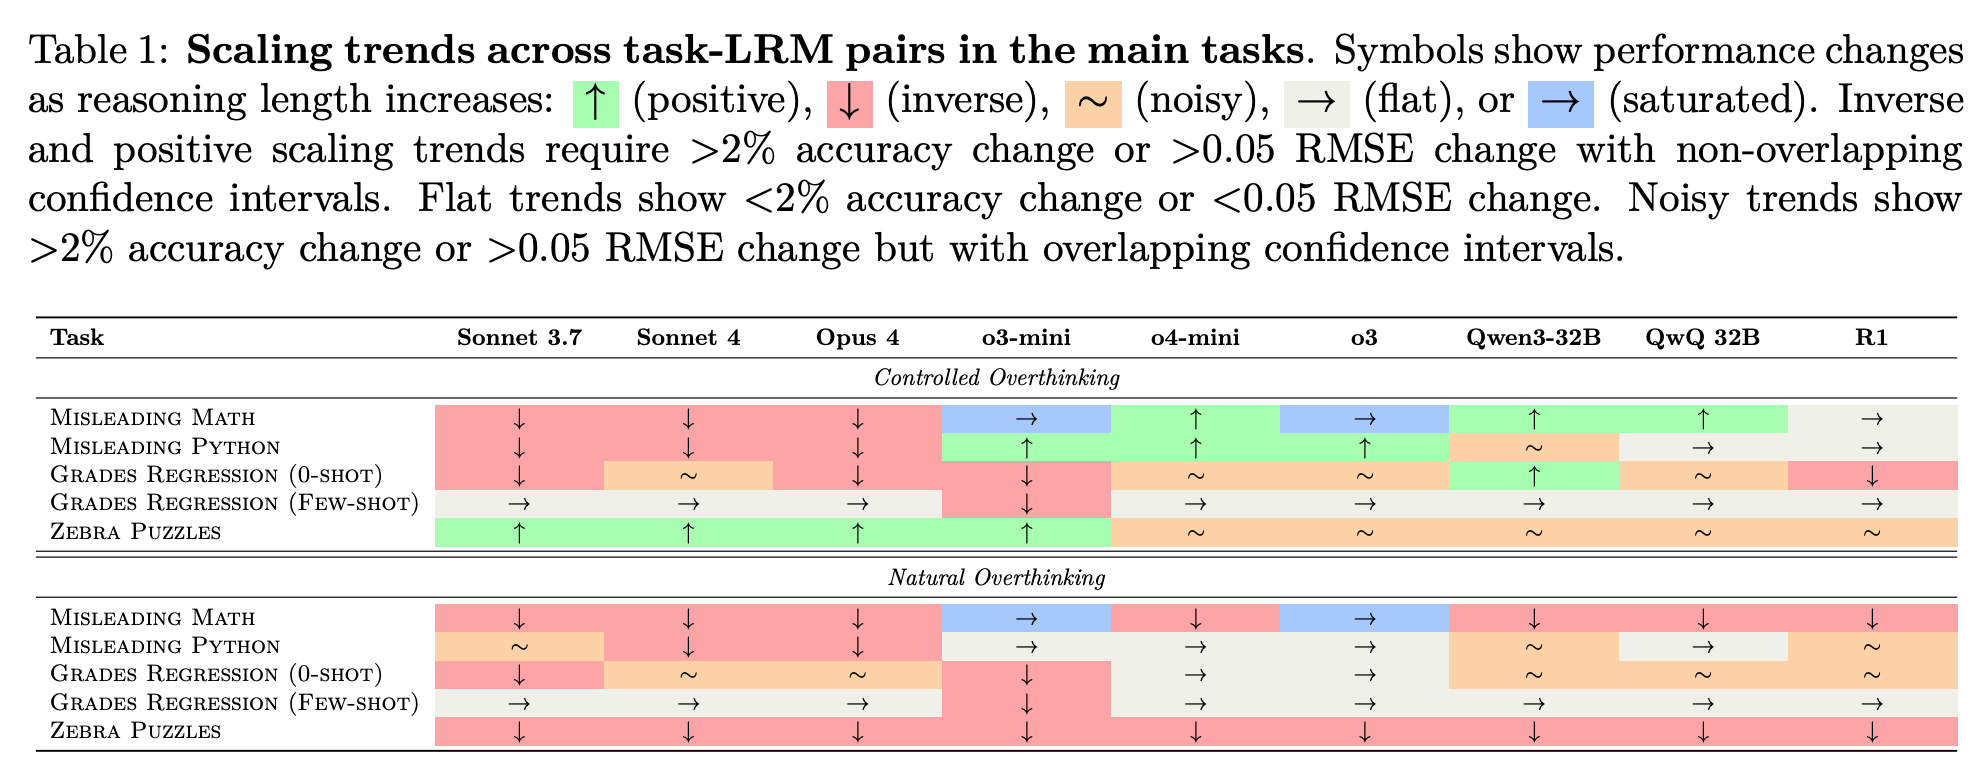 Table 1: Scaling trends across task-LRM pairs in the main tasks. Symbols show performance changes
as reasoning length increases: ↑ (positive), ↓ (inverse), ~ (noisy), → (flat), or → (saturated). Inverse
and positive scaling trends require >2% accuracy change or >0.05 RMSE change with non-overlapping
confidence intervals. Flat trends show <2% accuracy change or <0.05 RMSE change. Noisy trends show
>2% accuracy change or >0.05 RMSE change but with overlapping confidence intervals.
Task Sonnet 3.7 Sonnet 4 Opus 4 o3-mini o4-mini o3 Qwen3-32B QwQ 32B R1
Controlled Overthinking
Misleading Math ↓ ↓ ↓ → ↑ → ↑ ↑ →
Misleading Python ↓ ↓ ↓ ↑ ↑ ↑ ~ → →
Grades Regression (0-shot) ↓ ~ ↓ ↓ ~ ~ ↑ ~ ↓
Grades Regression (Few-shot) → → → ↓ → → → → →
Zebra Puzzles ↑ ↑ ↑ ↑ ~ ~ ~ ~ ~
Natural Overthinking
Misleading Math ↓ ↓ ↓ → ↓ → ↓ ↓ ↓
Misleading Python ~ ↓ ↓ → → → ~ → ~
Grades Regression (0-shot) ↓ ~ ~ ↓ → → ~ ~ ~
Grades Regression (Few-shot) → → → ↓ → → → → →
Zebra Puzzles ↓ ↓ ↓ ↓ ↓ ↓ ↓ ↓ ↓